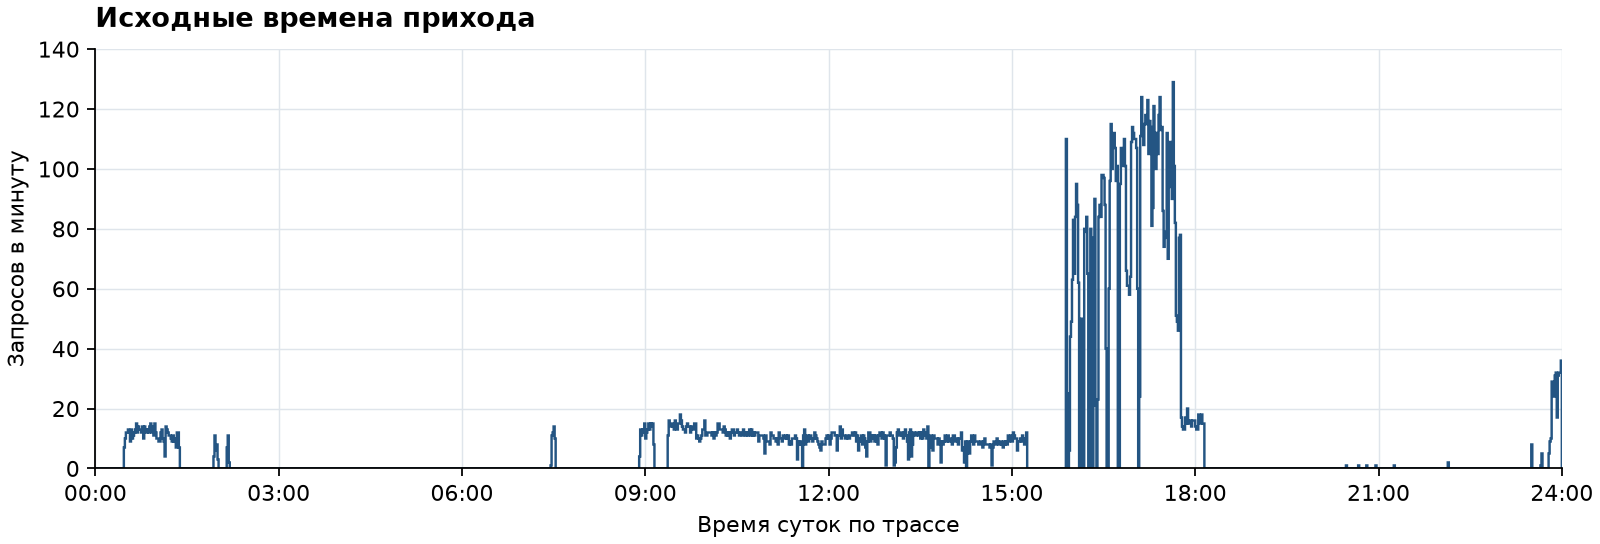 Исходные времена прихода
140
120
100
80
60
40
20
0
Запросов в минуту
00:00 03:00 06:00 09:00 12:00 15:00 18:00 21:00 24:00
Время суток по трассе